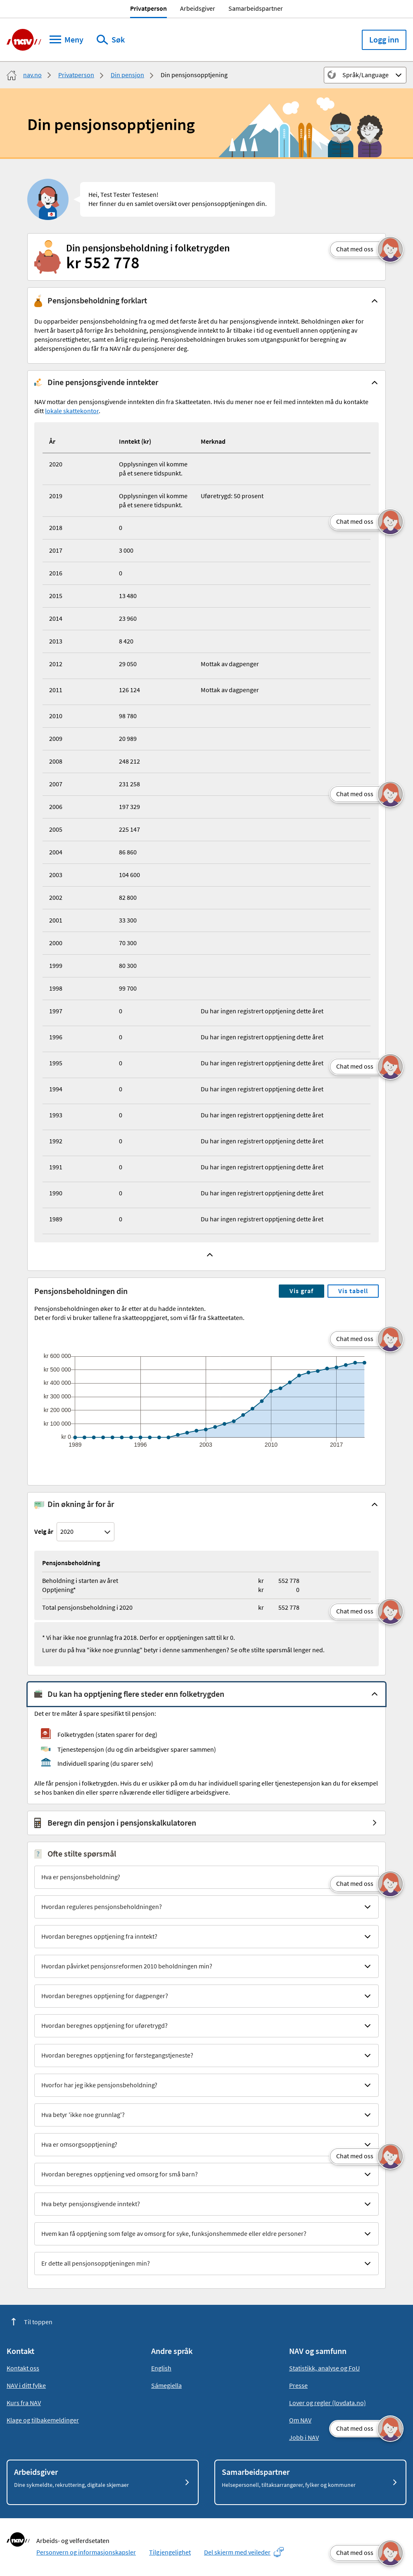 Privatperson Arbeidsgiver Samarbeidspartner
nav Meny Søk Logg inn
nav.no Privatperson Din pensjon Din pensjonsopptjening Språk/Language
Din pensjonsopptjening
Hei, Test Tester Testesen!
Her finner du en samlet oversikt over pensjonsopptjeningen din.
Din pensjonsbeholdning i folketrygden
kr 552 778
Chat med oss
Pensjonsbeholdning forklart
Du opparbeider pensjonsbeholdning fra og med det første året du har pensjonsgivende inntekt. Beholdningen øker for
hvert år basert på forrige års beholdning, pensjonsgivende inntekt to år tilbake i tid og eventuell annen opptjening av
pensjonsrettigheter, samt en årlig regulering. Pensjonsbeholdningen brukes som utgangspunkt for beregning av
alderspensjonen du får fra NAV når du pensjonerer deg.
Dine pensjonsgivende inntekter
NAV mottar den pensjonsgivende inntekten din fra Skatteetaten. Hvis du mener noe er feil med inntekten må du kontakte
ditt lokale skattekontor.
År Inntekt (kr) Merknad
2020 Opplysningen vil komme
på et senere tidspunkt.
2019 Opplysningen vil komme Uføretrygd: 50 prosent
på et senere tidspunkt.
Chat med oss
2018 0
2017 3 000
2016 0
2015 13 480
2014 23 960
2013 8 420
2012 29 050 Mottak av dagpenger
2011 126 124 Mottak av dagpenger
2010 98 780
2009 20 989
2008 248 212
2007 231 258
Chat med oss
2006 197 329
2005 225 147
2004 86 860
2003 104 600
2002 82 800
2001 33 300
2000 70 300
1999 80 300
1998 99 700
1997 0 Du har ingen registrert opptjening dette året
1996 0 Du har ingen registrert opptjening dette året
1995 0 Du har ingen registrert opptjening dette året
Chat med oss
1994 0 Du har ingen registrert opptjening dette året
1993 0 Du har ingen registrert opptjening dette året
1992 0 Du har ingen registrert opptjening dette året
1991 0 Du har ingen registrert opptjening dette året
1990 0 Du har ingen registrert opptjening dette året
1989 0 Du har ingen registrert opptjening dette året
Pensjonsbeholdningen din Vis graf Vis tabell
Pensjonsbeholdningen øker to år etter at du hadde inntekten.
Det er fordi vi bruker tallene fra skatteoppgjøret, som vi får fra Skatteetaten.
Chat med oss
kr 600 000
kr 500 000
kr 400 000
kr 300 000
kr 200 000
kr 100 000
kr 0
1989 1996 2003 2010 2017
Din økning år for år
Velg år 2020
Pensjonsbeholdning
Beholdning i starten av året kr 552 778
Opptjening* kr 0
Total pensjonsbeholdning i 2020 kr 552 778
Chat med oss
* Vi har ikke noe grunnlag fra 2018. Derfor er opptjeningen satt til kr 0.
Lurer du på hva "ikke noe grunnlag" betyr i denne sammenhengen? Se ofte stilte spørsmål lenger ned.
Du kan ha opptjening flere steder enn folketrygden
Det er tre måter å spare spesifikt til pensjon:
Folketrygden (staten sparer for deg)
Tjenestepensjon (du og din arbeidsgiver sparer sammen)
Individuell sparing (du sparer selv)
Alle får pensjon i folketrygden. Hvis du er usikker på om du har individuell sparing eller tjenestepensjon kan du for eksempel
se hos banken din eller spørre nåværende eller tidligere arbeidsgivere.
Beregn din pensjon i pensjonskalkulatoren
? Ofte stilte spørsmål
Hva er pensjonsbeholdning?
Chat med oss
Hvordan reguleres pensjonsbeholdningen?
Hvordan beregnes opptjening fra inntekt?
Hvordan påvirket pensjonsreformen 2010 beholdningen min?
Hvordan beregnes opptjening for dagpenger?
Hvordan beregnes opptjening for uføretrygd?
Hvordan beregnes opptjening for førstegangstjeneste?
Hvorfor har jeg ikke pensjonsbeholdning?
Hva betyr 'ikke noe grunnlag'?
Hva er omsorgsopptjening?
Chat med oss
Hvordan beregnes opptjening ved omsorg for små barn?
Hva betyr pensjonsgivende inntekt?
Hvem kan få opptjening som følge av omsorg for syke, funksjonshemmede eller eldre personer?
Er dette all pensjonsopptjeningen min?
Til toppen
Kontakt Andre språk NAV og samfunn
Kontakt oss English Statistikk, analyse og FoU
NAV i ditt fylke Sámegiella Presse
Kurs fra NAV Lover og regler (lovdata.no)
Klage og tilbakemeldinger Om NAV
Chat med oss
Jobb i NAV
Arbeidsgiver Samarbeidspartner
Dine sykmeldte, rekruttering, digitale skjemaer Helsepersonell, tiltaksarrangører, fylker og kommuner
nav Arbeids- og velferdsetaten
Personvern og informasjonskapsler Tilgjengelighet Del skjerm med veileder
Chat med oss